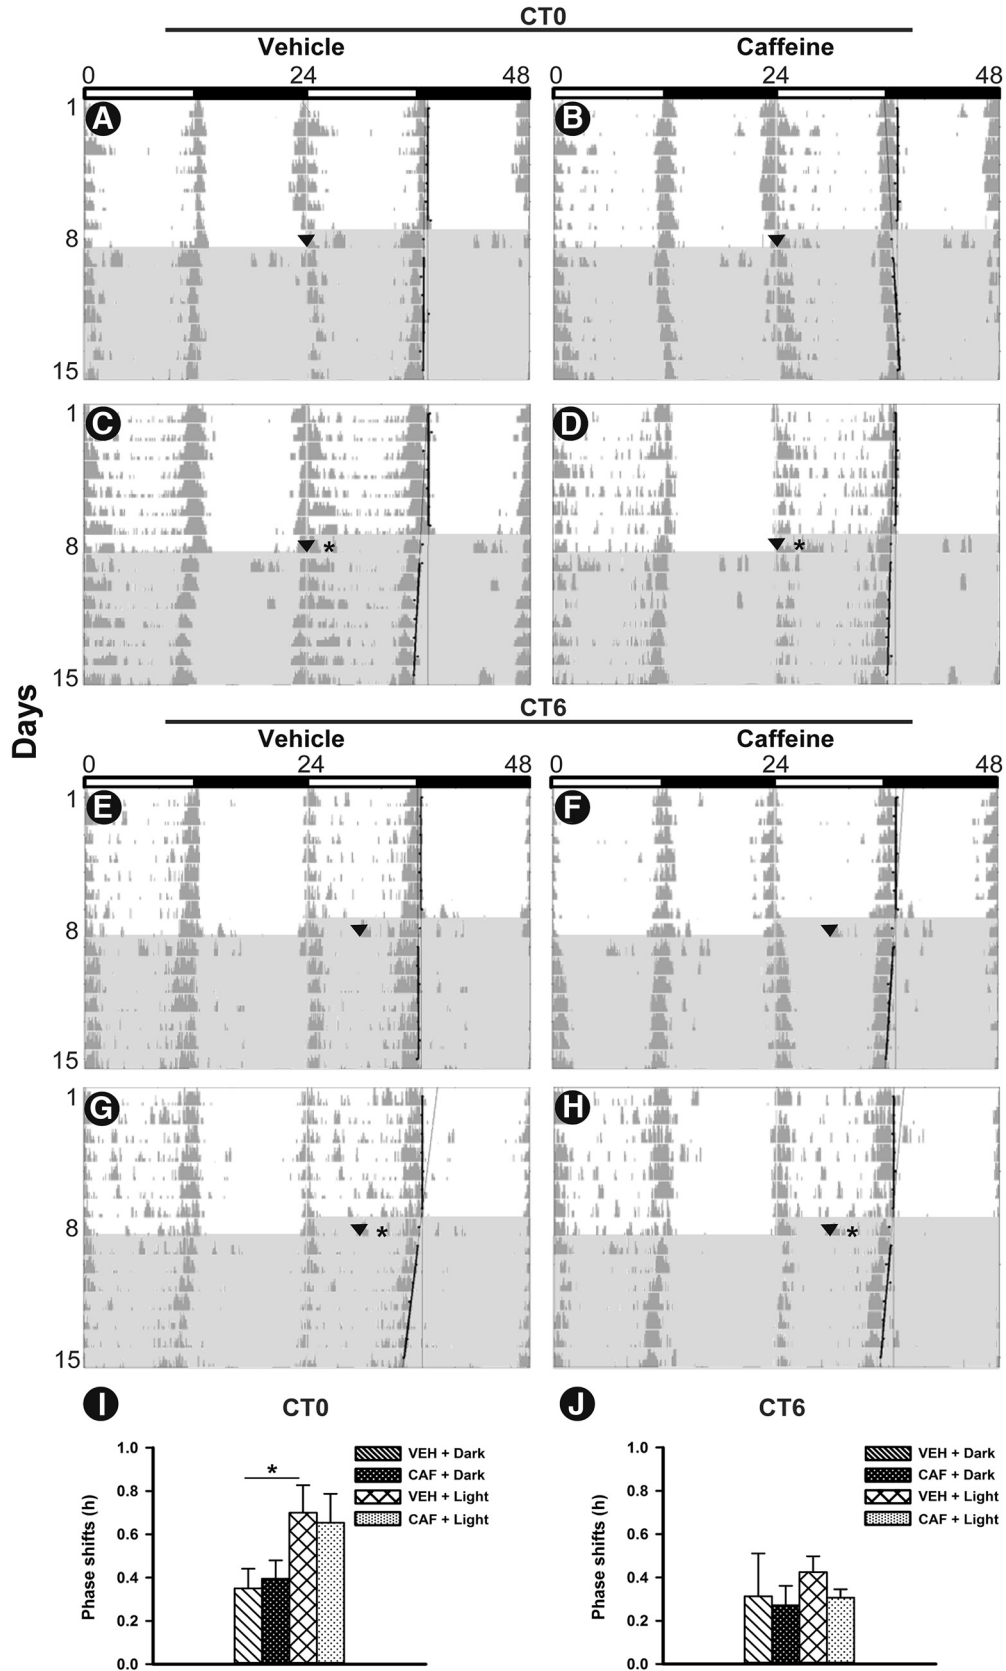 CT0
Vehicle Caffeine
0 24 48 0 24 48
1 A B
8
15
1 C D
8 * *
15
Days
CT6
Vehicle Caffeine
0 24 48 0 24 48
1 E F
8
15
1 G H
8 * *
15
I CT0 J CT6
1.0 VEH + Dark 1.0 VEH + Dark
* CAF + Dark CAF + Dark
0.8 VEH + Light 0.8 VEH + Light
CAF + Light CAF + Light
0.6 0.6
Phase shifts (h) Phase shifts (h)
0.4 0.4
0.2 0.2
0.0 0.0